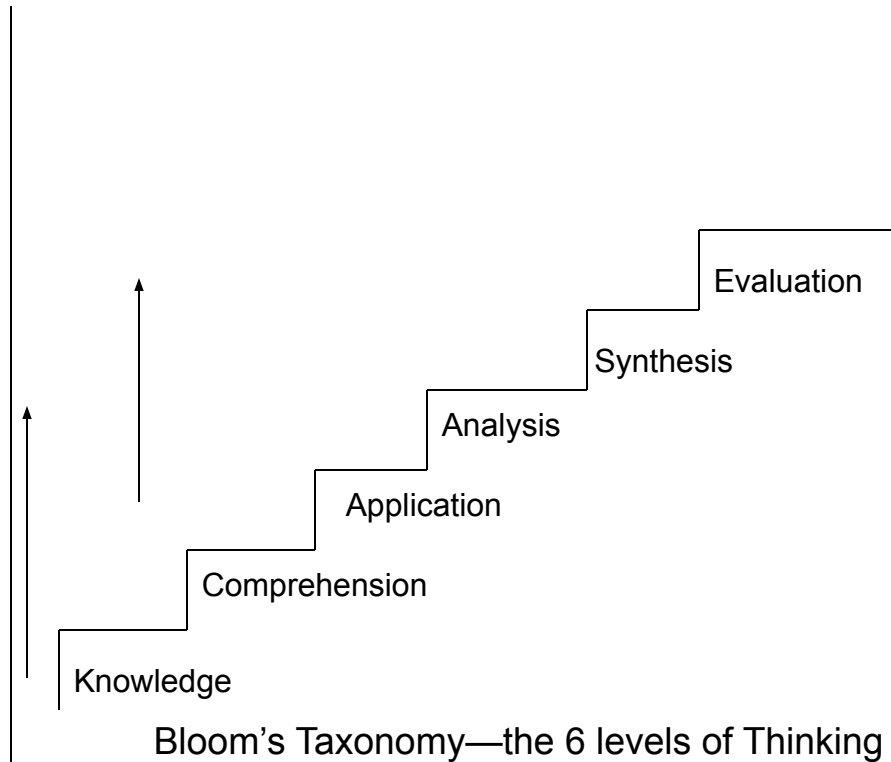 Evaluation
Synthesis
Analysis
Application
Comprehension
Knowledge
Bloom’s Taxonomy—the 6 levels of Thinking